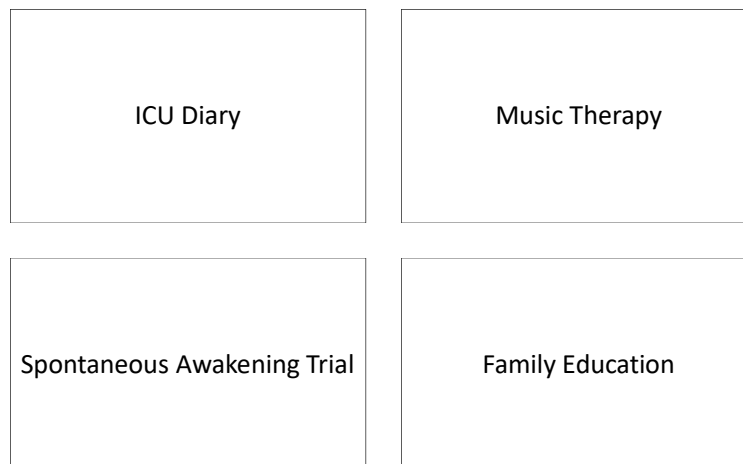 ICU Diary
Music Therapy
Spontaneous Awakening Trial
Family Education